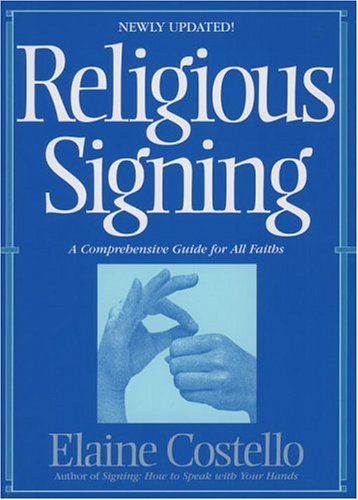 NEWLY UPDATED!
Religious
Signing
A Comprehensive Guide for All Faiths
Elaine Costello
Author of Signing: How to Speak with Your Hands